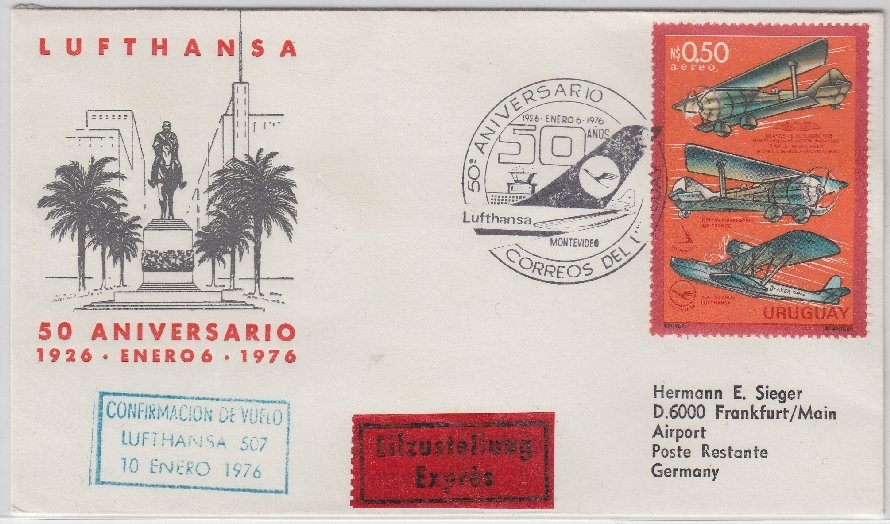 LUFTHANSA
50 ANIVERSARIO
1926 · ENERO 6 · 1976
CONFIRMACION DE VUELO
LUFTHANSA 507
10 ENERO 1976
50º ANIVERSARIO
1926 · ENERO 6 · 1976
50 AÑOS
Lufthansa
MONTEVIDEO
CORREOS DEL
N$0.50
aéreo
URUGUAY
Eilzustellung
Exprès
Hermann E. Sieger
D.6000 Frankfurt/Main
Airport
Poste Restante
Germany